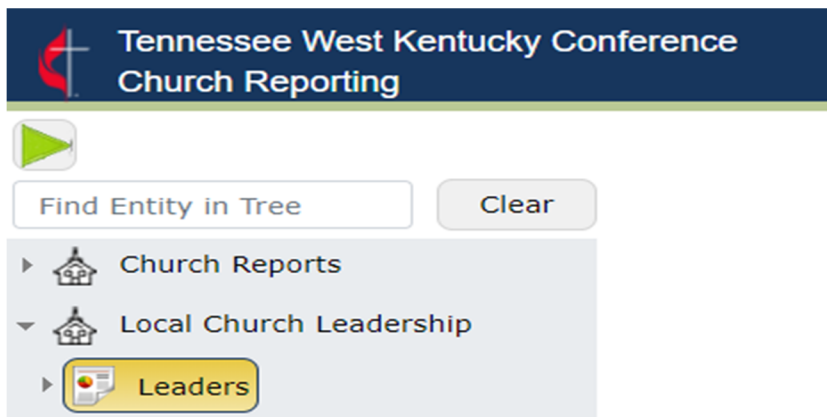 Tennessee West Kentucky Conference
Church Reporting
Find Entity in Tree
Clear
Church Reports
Local Church Leadership
Leaders